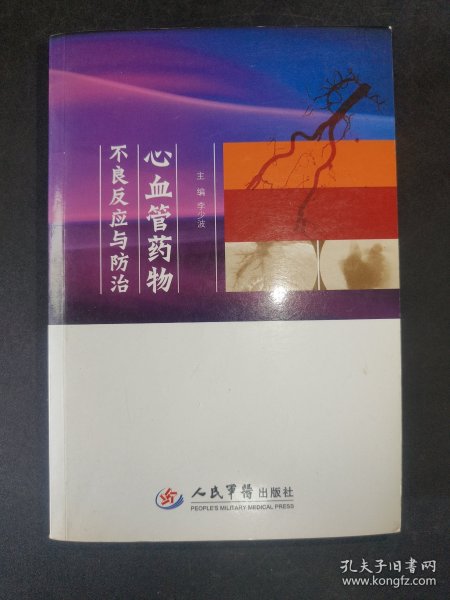 心血管药物
不良反应与防治
主编 李少波
人民军医出版社
PEOPLE'S MILITARY MEDICAL PRESS
孔夫子旧书网
www.kongfz.com